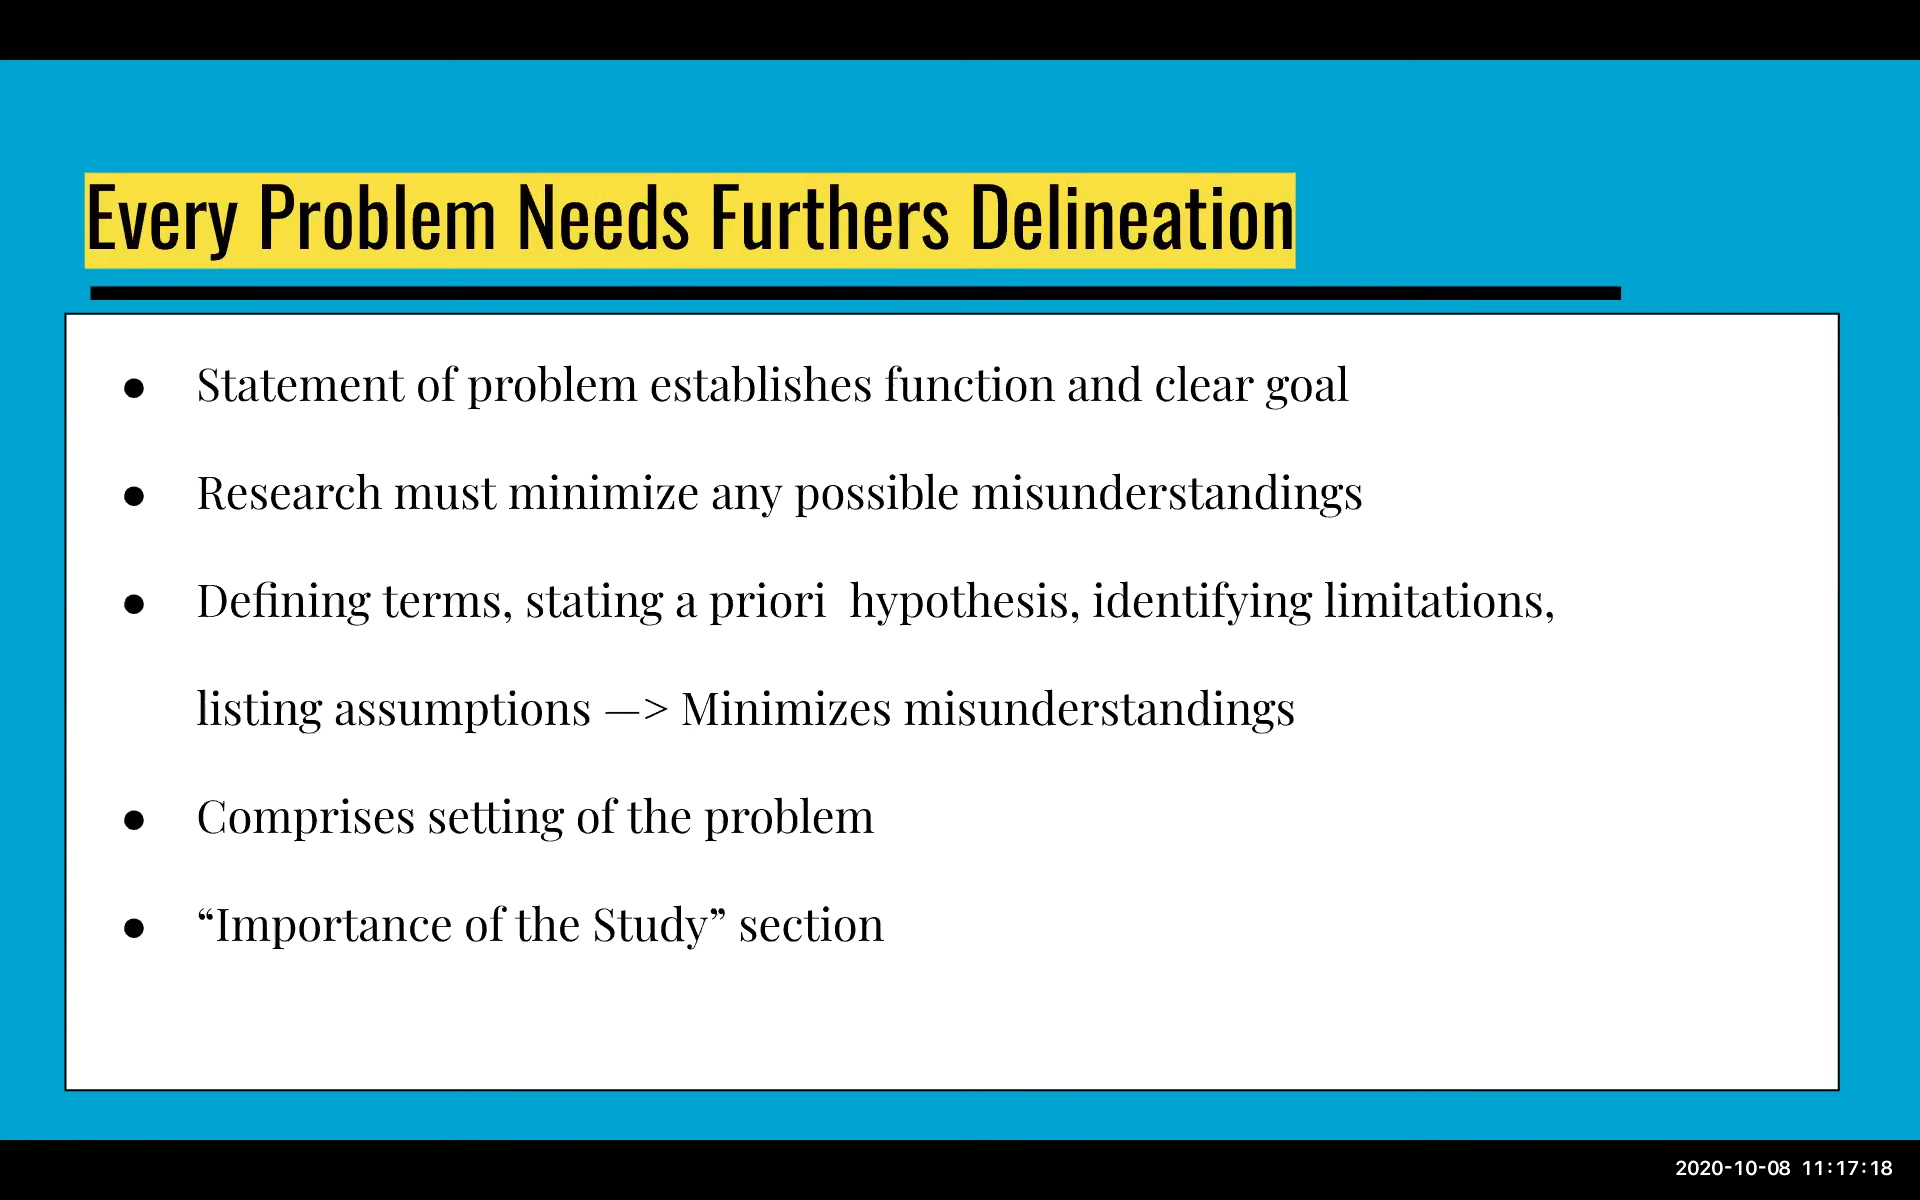 Every Problem Needs Furthers Delineation
● Statement of problem establishes function and clear goal
● Research must minimize any possible misunderstandings
● Defining terms, stating a priori  hypothesis, identifying limitations,
listing assumptions —> Minimizes misunderstandings
● Comprises setting of the problem
● “Importance of the Study” section
2020-10-08 11:17:18